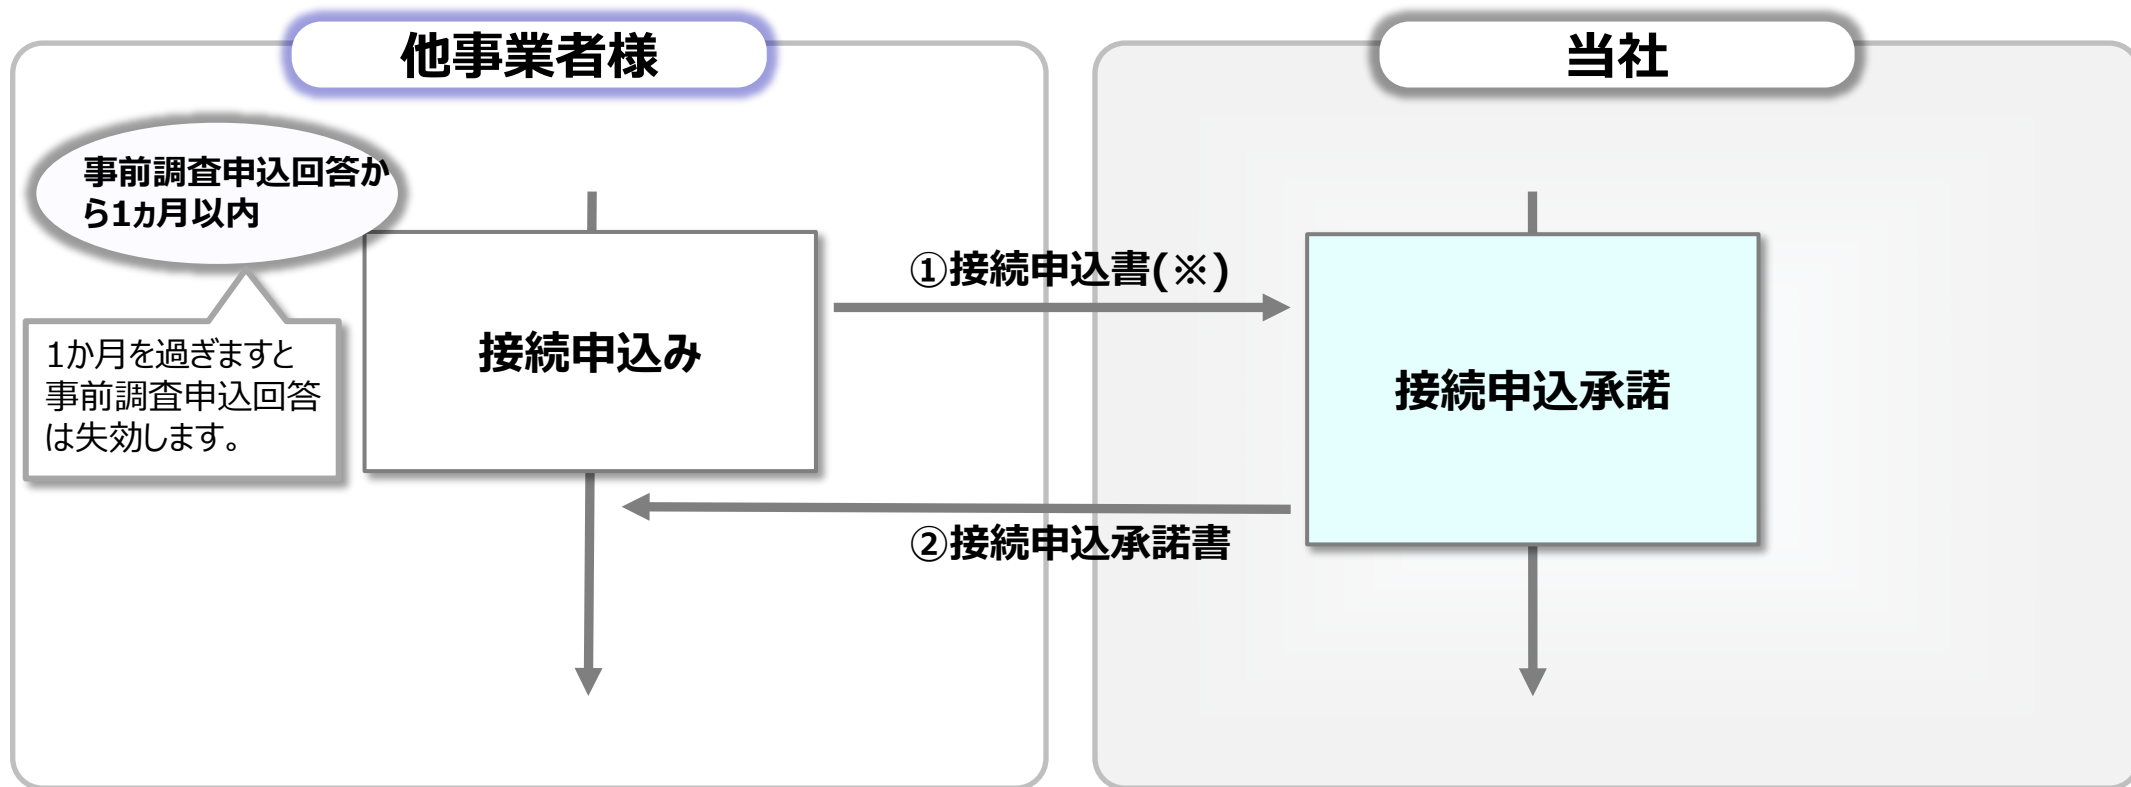 他事業者様
当社
事前調査申込回答か
ら1ヵ月以内
①接続申込書(※)
接続申込み
1か月を過ぎますと
事前調査申込回答
は失効します。
接続申込承諾
②接続申込承諾書